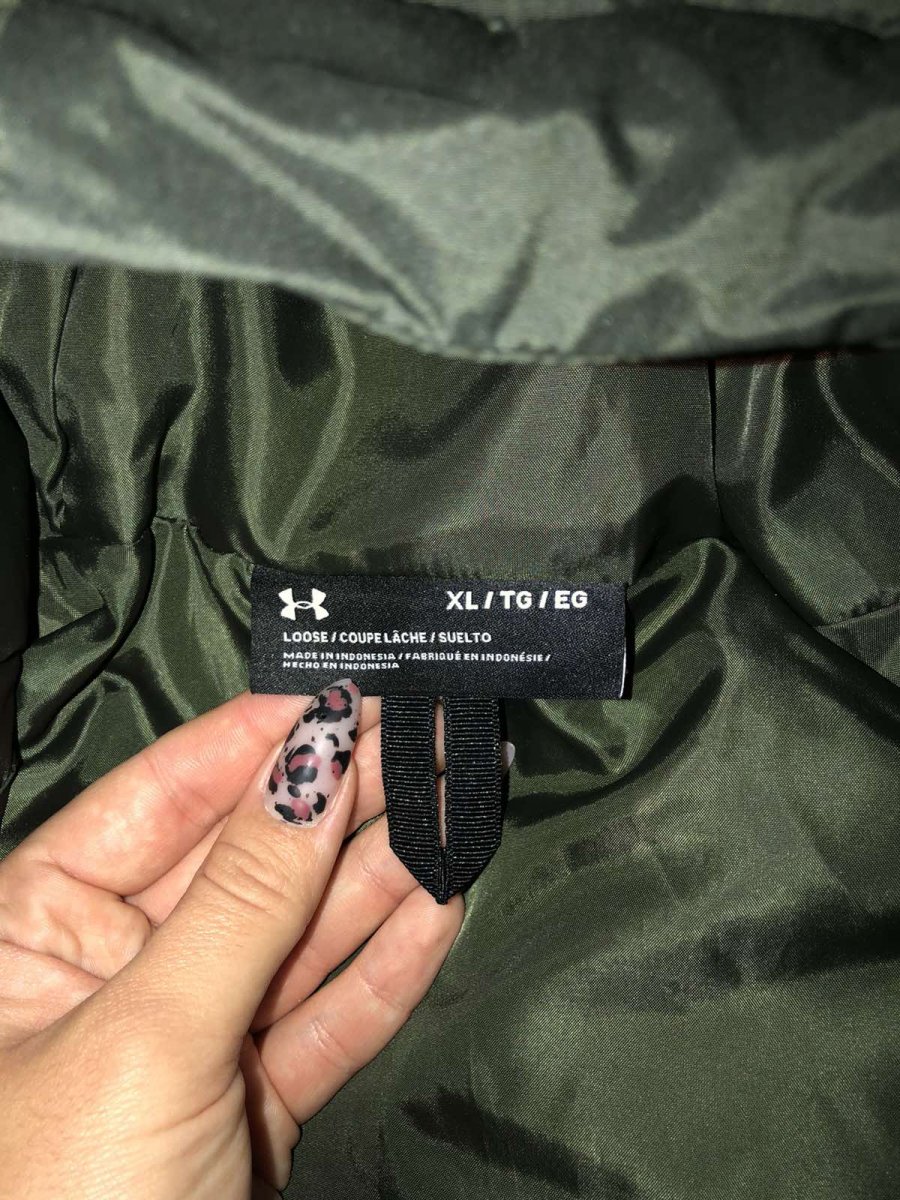 XL / TG / EG
LOOSE / COUPE LÂCHE / SUELTO
MADE IN INDONESIA / FABRIQUÉ EN INDONÉSIE /
HECHO EN INDONESIA